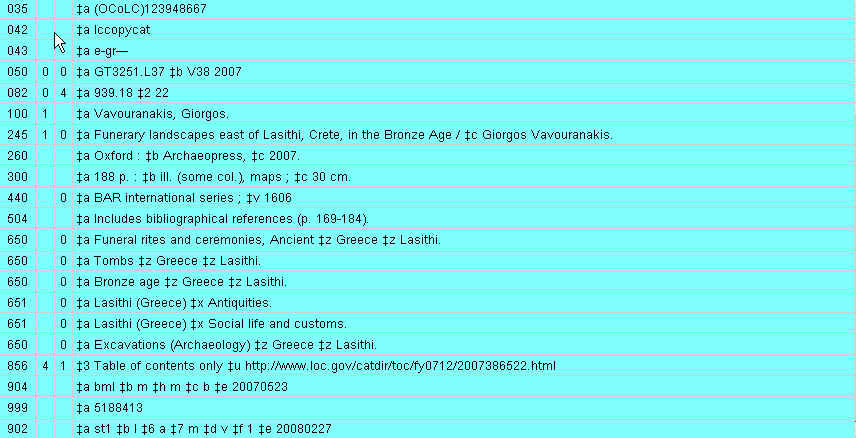 035 ‡a (OCoLC)123948667
042 ‡a lccopycat
043 ‡a e-gr—
050 0 0 ‡a GT3251.L37 ‡b V38 2007
082 0 4 ‡a 939.18 ‡2 22
100 1 ‡a Vavouranakis, Giorgos.
245 1 0 ‡a Funerary landscapes east of Lasithi, Crete, in the Bronze Age / ‡c Giorgos Vavouranakis.
260 ‡a Oxford : ‡b Archaeopress, ‡c 2007.
300 ‡a 188 p. : ‡b ill. (some col.), maps ; ‡c 30 cm.
440 0 ‡a BAR international series ; ‡v 1606
504 ‡a Includes bibliographical references (p. 169-184).
650 0 ‡a Funeral rites and ceremonies, Ancient ‡z Greece ‡z Lasithi.
650 0 ‡a Tombs ‡z Greece ‡z Lasithi.
650 0 ‡a Bronze age ‡z Greece ‡z Lasithi.
651 0 ‡a Lasithi (Greece) ‡x Antiquities.
651 0 ‡a Lasithi (Greece) ‡x Social life and customs.
650 0 ‡a Excavations (Archaeology) ‡z Greece ‡z Lasithi.
856 4 1 ‡3 Table of contents only ‡u http://www.loc.gov/catdir/toc/fy0712/2007386522.html
904 ‡a bml ‡b m ‡h m ‡c b ‡e 20070523
999 ‡a 5188413
902 ‡a st1 ‡b l ‡6 a ‡7 m ‡d v ‡f 1 ‡e 20080227